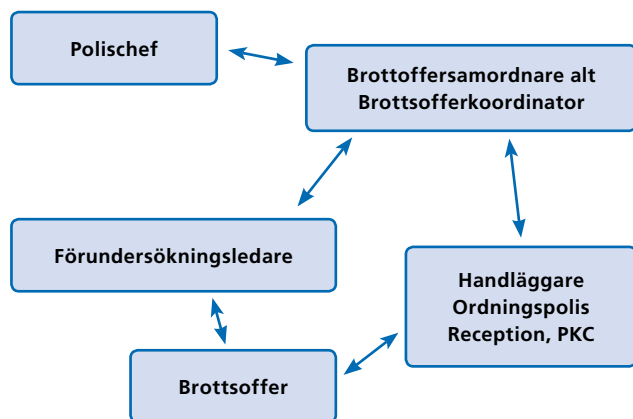 Polischef
Brottoffersamordnare alt
Brottsofferkoordinator
Förundersökningsledare
Handläggare
Ordningspolis
Reception, PKC
Brottsoffer